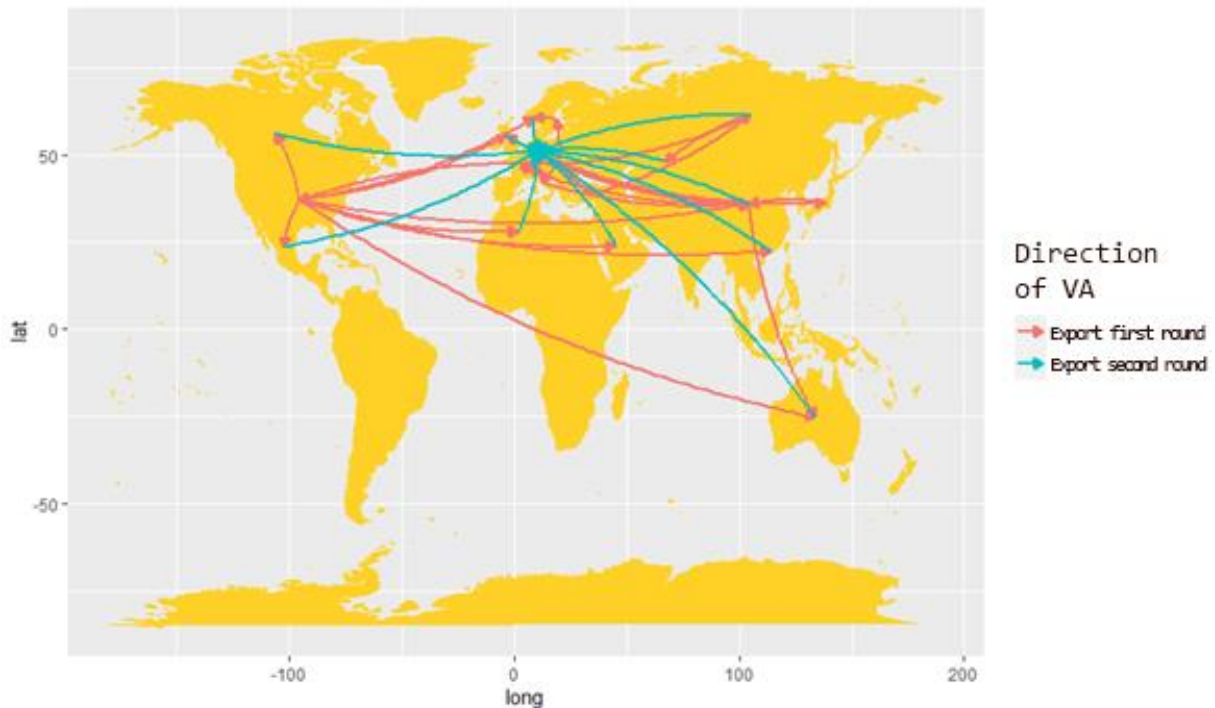 50
0
-50
lat
-100
0
100
200
long
Direction
of VA
Export first round
Export second round